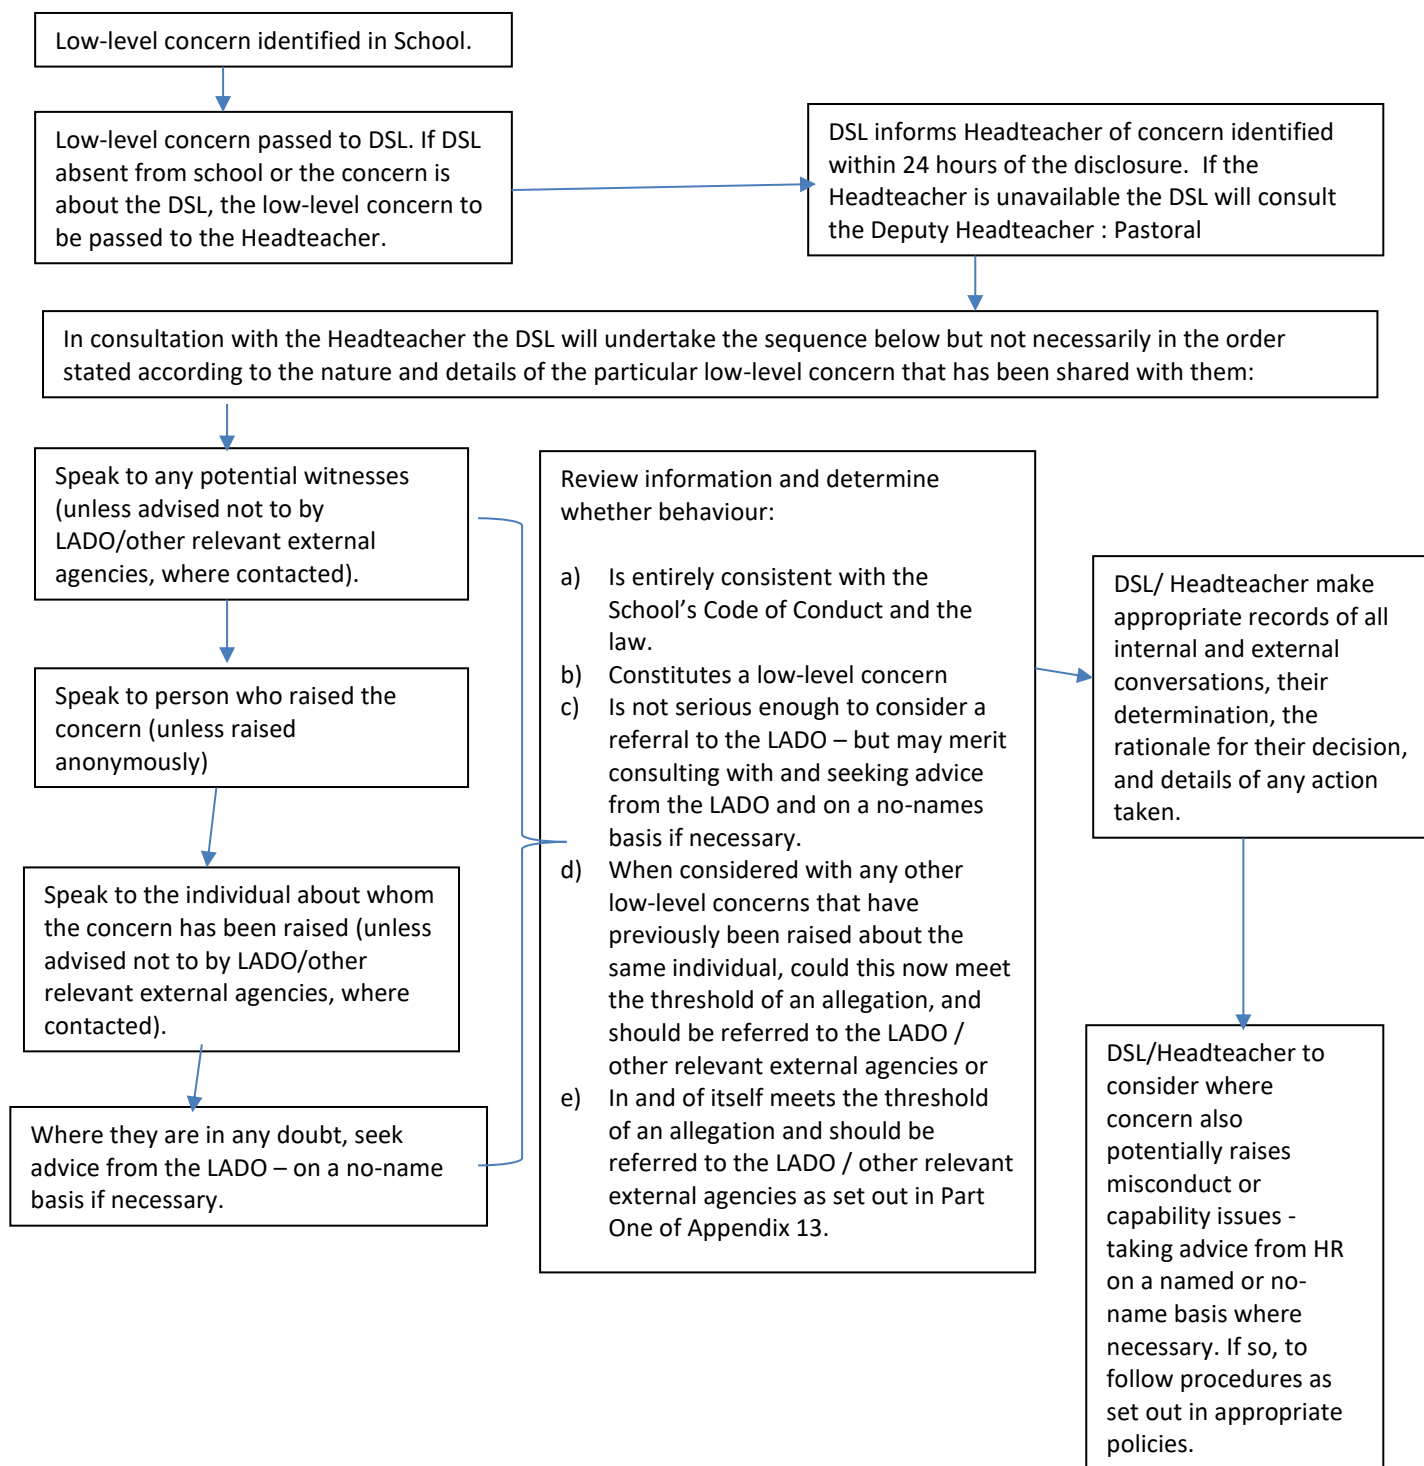 Low-level concern identified in School.
Low-level concern passed to DSL. If DSL
absent from school or the concern is
about the DSL, the low-level concern to
be passed to the Headteacher.
DSL informs Headteacher of concern identified
within 24 hours of the disclosure.  If the
Headteacher is unavailable the DSL will consult
the Deputy Headteacher : Pastoral
In consultation with the Headteacher the DSL will undertake the sequence below but not necessarily in the order
stated according to the nature and details of the particular low-level concern that has been shared with them:
Speak to any potential witnesses
(unless advised not to by
LADO/other relevant external
agencies, where contacted).
Speak to person who raised the
concern (unless raised
anonymously)
Speak to the individual about whom
the concern has been raised (unless
advised not to by LADO/other
relevant external agencies, where
contacted).
Where they are in any doubt, seek
advice from the LADO – on a no-name
basis if necessary.
Review information and determine
whether behaviour:
a) Is entirely consistent with the
School’s Code of Conduct and the
law.
b) Constitutes a low-level concern
c) Is not serious enough to consider a
referral to the LADO – but may merit
consulting with and seeking advice
from the LADO and on a no-names
basis if necessary.
d) When considered with any other
low-level concerns that have
previously been raised about the
same individual, could this now meet
the threshold of an allegation, and
should be referred to the LADO /
other relevant external agencies or
e) In and of itself meets the threshold
of an allegation and should be
referred to the LADO / other relevant
external agencies as set out in Part
One of Appendix 13.
DSL/ Headteacher make
appropriate records of all
internal and external
conversations, their
determination, the
rationale for their decision,
and details of any action
taken.
DSL/Headteacher to
consider where
concern also
potentially raises
misconduct or
capability issues -
taking advice from HR
on a named or no-
name basis where
necessary. If so, to
follow procedures as
set out in appropriate
policies.